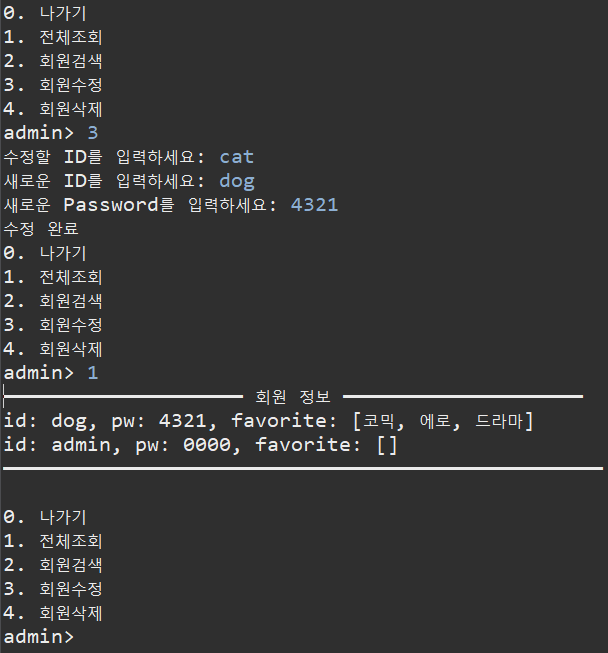 0. 나가기
1. 전체조회
2. 회원검색
3. 회원수정
4. 회원삭제
admin> 3
수정할 ID를 입력하세요: cat
새로운 ID를 입력하세요: dog
새로운 Password를 입력하세요: 4321
수정 완료
0. 나가기
1. 전체조회
2. 회원검색
3. 회원수정
4. 회원삭제
admin> 1
━━━━━━━━━━━━━━━━━━━━ 회원 정보 ━━━━━━━━━━━━━━━━━━━━
id: dog, pw: 4321, favorite: [코믹, 에로, 드라마]
id: admin, pw: 0000, favorite: []
━━━━━━━━━━━━━━━━━━━━━━━━━━━━━━━━━━━━━━━━━━━━━━━━━━
0. 나가기
1. 전체조회
2. 회원검색
3. 회원수정
4. 회원삭제
admin>